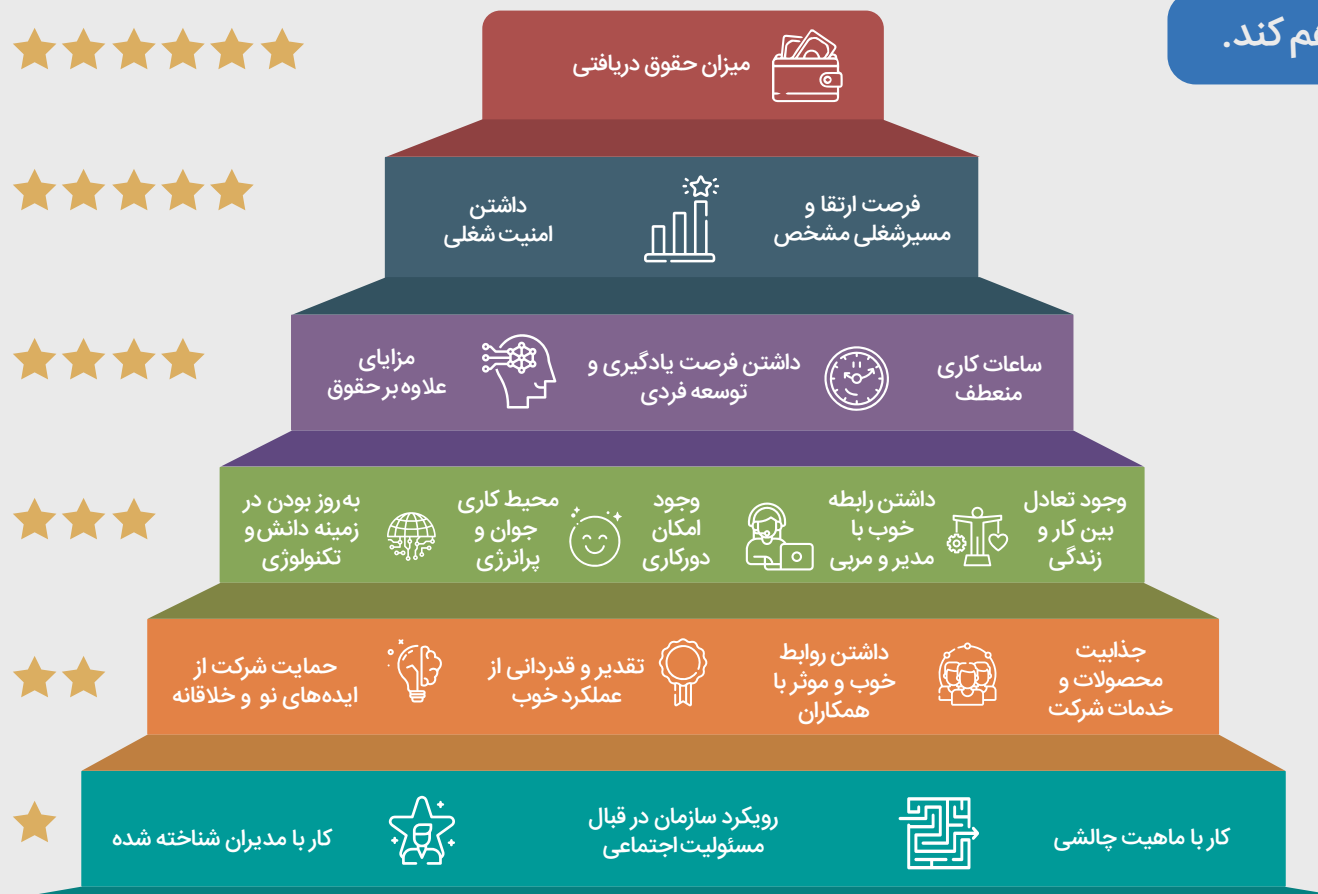 هم کند.
میزان حقوق دریافتی
فرصت ارتقا و
مسیرشغلی مشخص
داشتن
امنیت شغلی
ساعات کاری
منعطف
داشتن فرصت یادگیری و
توسعه فردی
مزایای
علاوه‌بر حقوق
وجود تعادل
بین کار و
زندگی
داشتن رابطه
خوب با
مدیر و مربی
وجود
امکان
دورکاری
محیط کاری
جوان و
پرانرژی
به‌روز بودن در
زمینه دانش و
تکنولوژی
جذابیت
محصولات و
خدمات شرکت
داشتن روابط
خوب و موثر با
همکاران
تقدیر و قدردانی از
عملکرد خوب
حمایت شرکت از
ایده‌های نو و خلاقانه
کار با ماهیت چالشی
رویکرد سازمان در قبال
مسئولیت اجتماعی
کار با مدیران شناخته شده